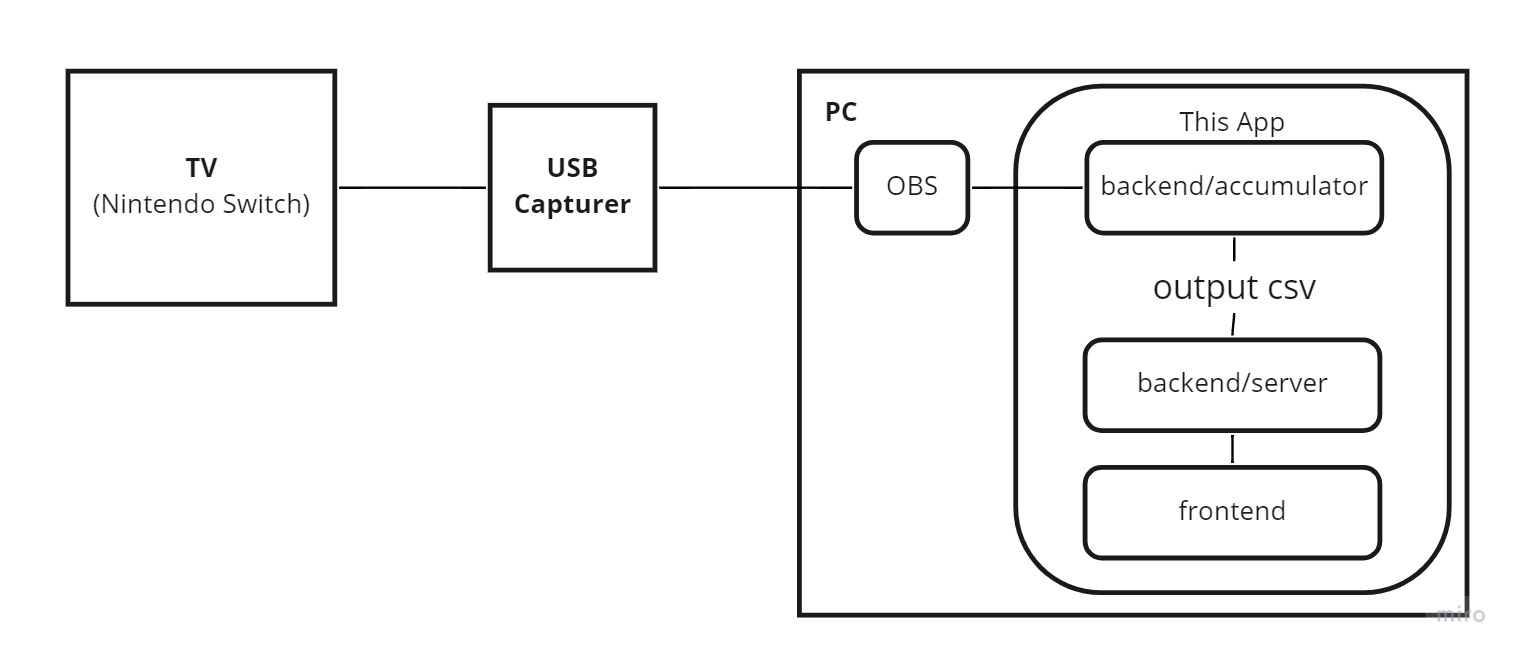 TV
(Nintendo Switch)
USB
Capturer
PC
OBS
This App
backend/accumulator
output csv
backend/server
frontend
miro